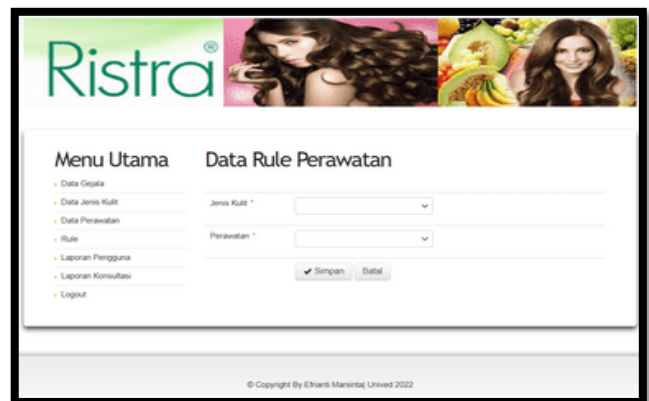 Ristra®
Menu Utama
Data Gejala
Data Jenis Kulit
Data Perawatan
Rule
Laporan Pengguna
Laporan Konsultasi
Logout
Data Rule Perawatan
Jenis Kulit *
Perawatan *
Simpan Batal
© Copyright By Efrianti Marsinta| Unived 2022